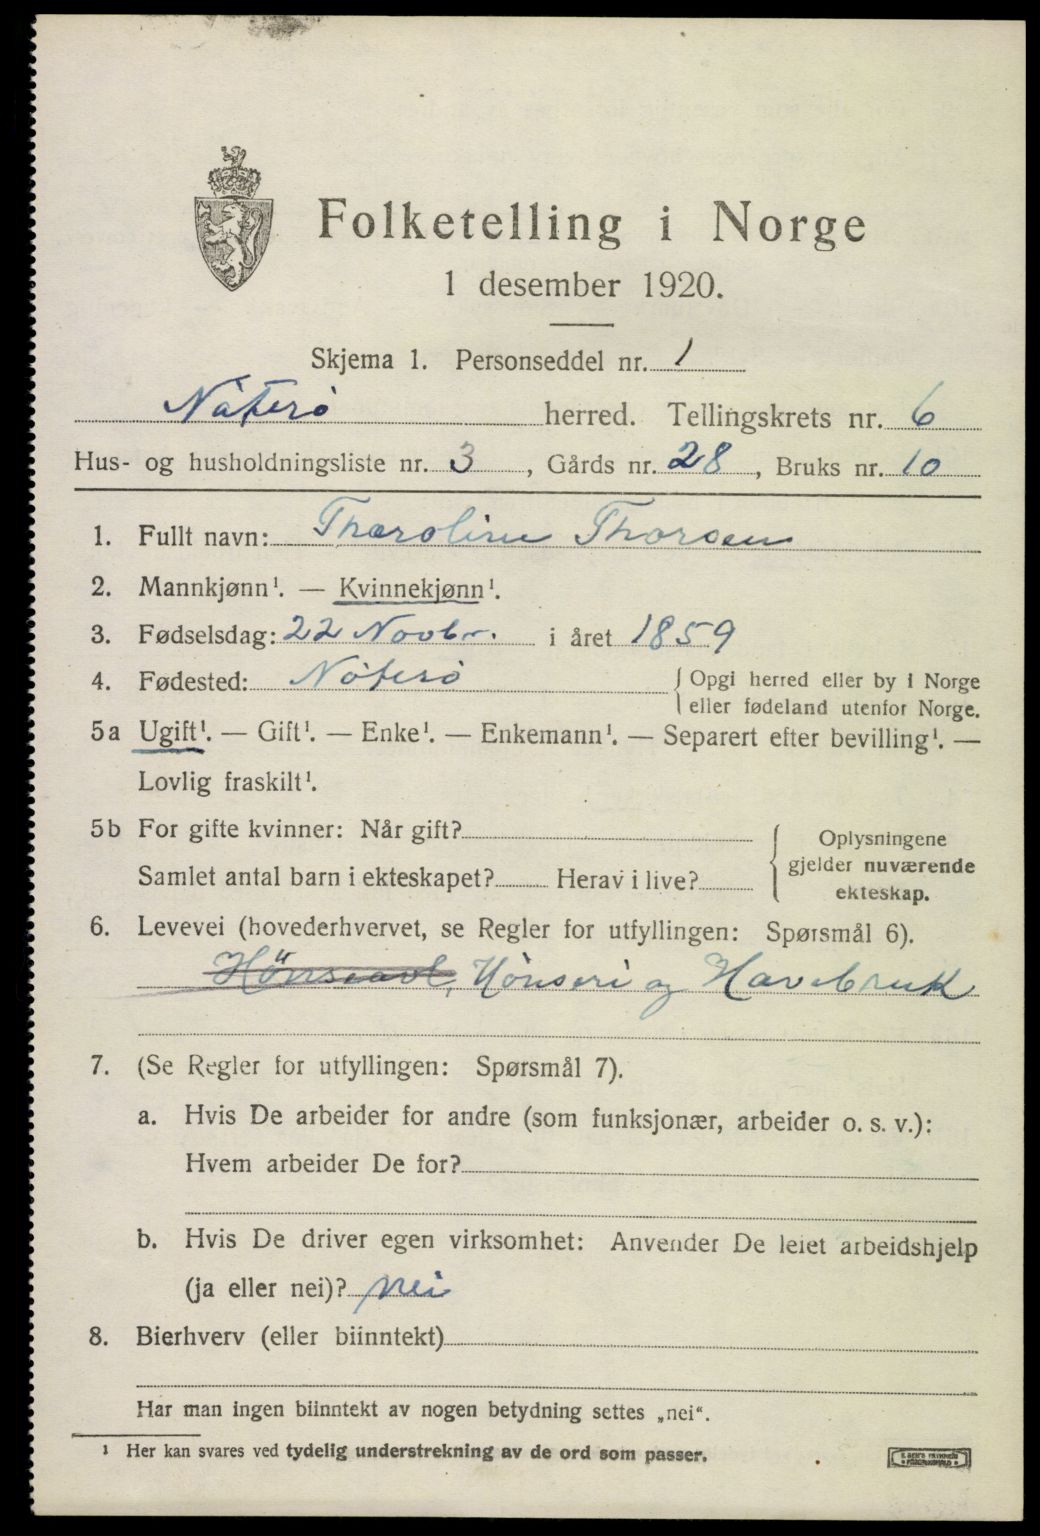 Folketelling i Norge
1 desember 1920.
Skjema 1. Personseddel nr. 1
Nøterø herred. Tellingskrets nr. 6
Hus- og husholdningsliste nr. 3, Gårds nr. 28, Bruks nr. 10
1. Fullt navn: Thoroline Thorsen
2. Mannkjønn¹. — Kvinnekjønn¹.
3. Fødselsdag: 22 Novbr. i året 1859
4. Fødested: Nøterø { Opgi herred eller by i Norge
eller fødeland utenfor Norge.
5a Ugift¹. — Gift¹. — Enke¹. — Enkemann¹. — Separert efter bevilling¹. —
Lovlig fraskilt¹.
5b For gifte kvinner: Når gift?
Samlet antal barn i ekteskapet? Herav i live?
{ Oplysningene
gjelder nuværende
ekteskap.
6. Levevei (hovederhvervet, se Regler for utfyllingen: Spørsmål 6).
Hønseavl, Hønseri og Havebruk
7. (Se Regler for utfyllingen: Spørsmål 7).
a. Hvis De arbeider for andre (som funksjonær, arbeider o. s. v.):
Hvem arbeider De for?
b. Hvis De driver egen virksomhet: Anvender De leiet arbeidshjelp
(ja eller nei)? nei
8. Bierhverv (eller biinntekt)
Har man ingen biinntekt av nogen betydning settes „nei“.
¹ Her kan svares ved tydelig understrekning av de ord som passer.